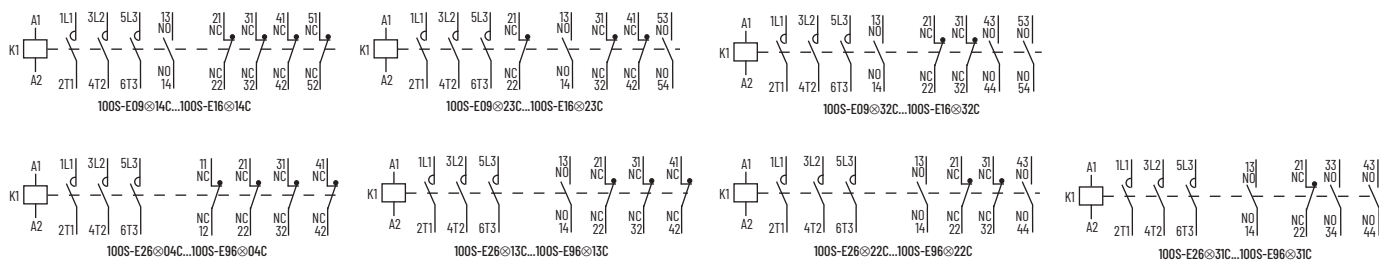 A1 1L1 3L2 5L3 13 NO 21 NC 31 NC 41 NC 51 NC
K1
A2 2T1 4T2 6T3 NO 14 NC 22 NC 32 NC 42 NC 52
100S-E09⊗14C...100S-E16⊗14C
A1 1L1 3L2 5L3 21 NC 13 NO 31 NC 41 NC 53 NO
K1
A2 2T1 4T2 6T3 NC 22 NO 14 NC 32 NC 42 NO 54
100S-E09⊗23C...100S-E16⊗23C
A1 1L1 3L2 5L3 13 NO 21 NC 31 NC 43 NO 53 NO
K1
A2 2T1 4T2 6T3 NO 14 NC 22 NC 32 NO 44 NO 54
100S-E09⊗32C...100S-E16⊗32C
A1 1L1 3L2 5L3 11 NC 21 NC 31 NC 41 NC
K1
A2 2T1 4T2 6T3 NC 12 NC 22 NC 32 NC 42
100S-E26⊗04C...100S-E96⊗04C
A1 1L1 3L2 5L3 13 NO 21 NC 31 NC 41 NC
K1
A2 2T1 4T2 6T3 NO 14 NC 22 NC 32 NC 42
100S-E26⊗13C...100S-E96⊗13C
A1 1L1 3L2 5L3 13 NO 21 NC 31 NC 43 NO
K1
A2 2T1 4T2 6T3 NO 14 NC 22 NC 32 NO 44
100S-E26⊗22C...100S-E96⊗22C
A1 1L1 3L2 5L3 13 NO 21 NC 33 NO 43 NO
K1
A2 2T1 4T2 6T3 NO 14 NC 22 NO 34 NO 44
100S-E26⊗31C...100S-E96⊗31C